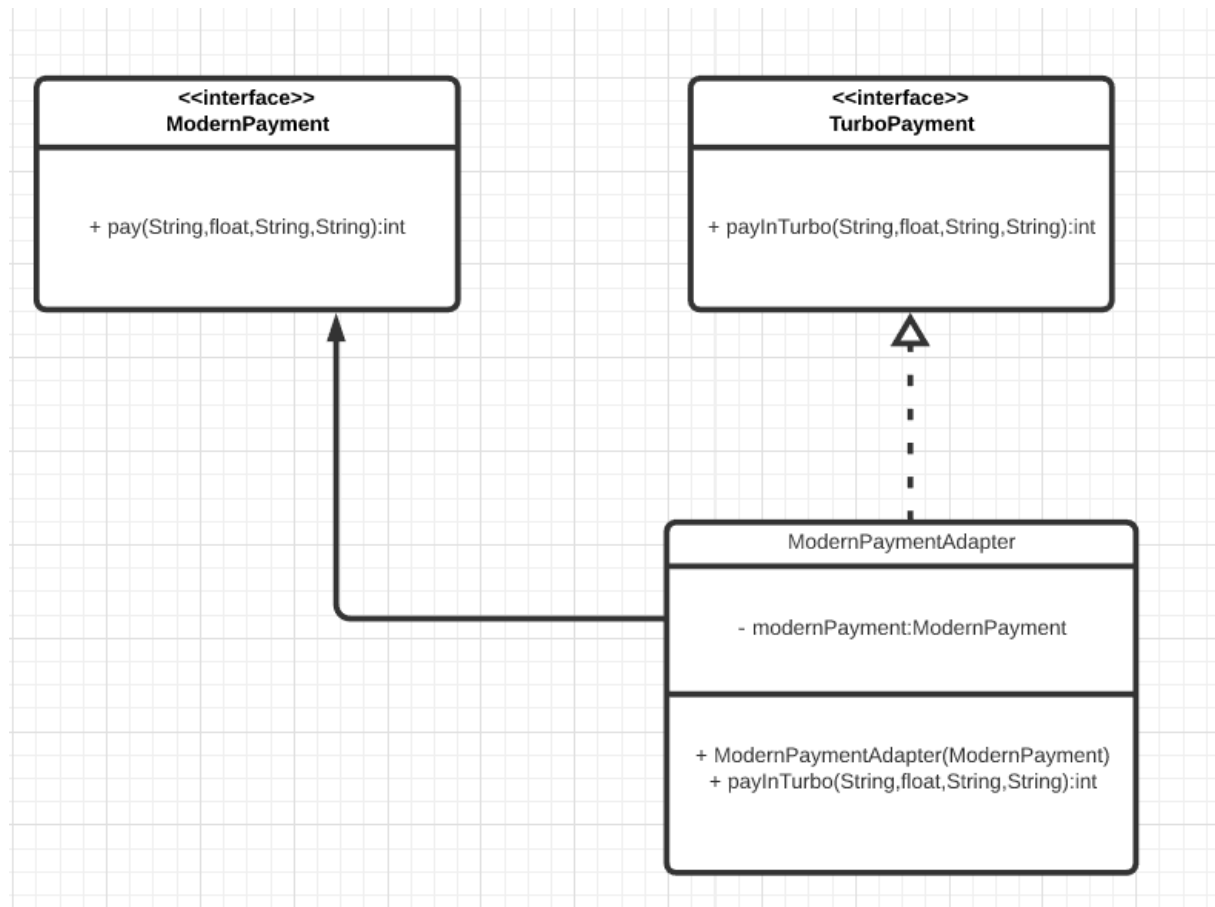 <<interface>>
ModernPayment
+ pay(String,float,String,String):int
<<interface>>
TurboPayment
+ payInTurbo(String,float,String,String):int
ModernPaymentAdapter
- modernPayment:ModernPayment
+ ModernPaymentAdapter(ModernPayment)
+ payInTurbo(String,float,String,String):int